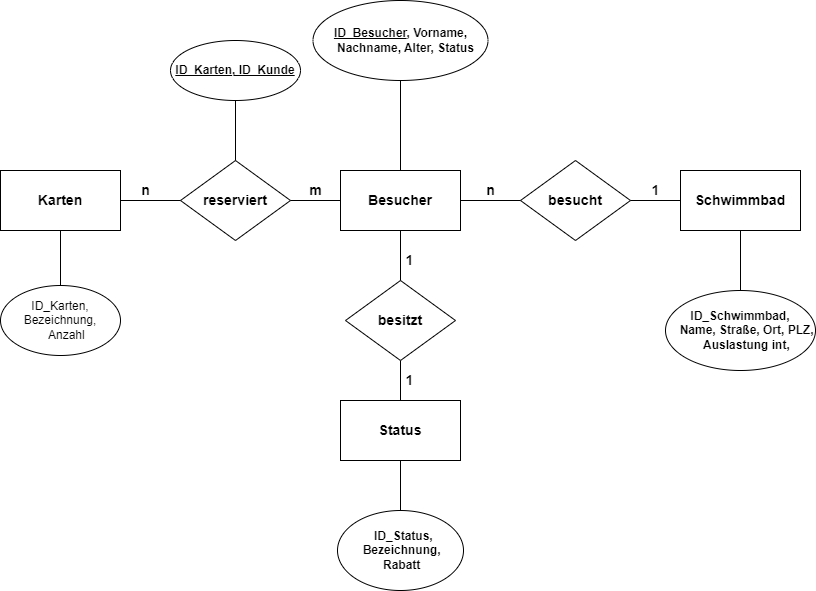 ID_Besucher, Vorname,
Nachname, Alter, Status
ID_Karten, ID_Kunde
Karten
n
reserviert
m
Besucher
n
besucht
1
Schwimmbad
1
ID_Karten,
Bezeichnung,
Anzahl
besitzt
ID_Schwimmbad,
Name, Straße, Ort, PLZ,
Auslastung int,
1
Status
ID_Status,
Bezeichnung,
Rabatt